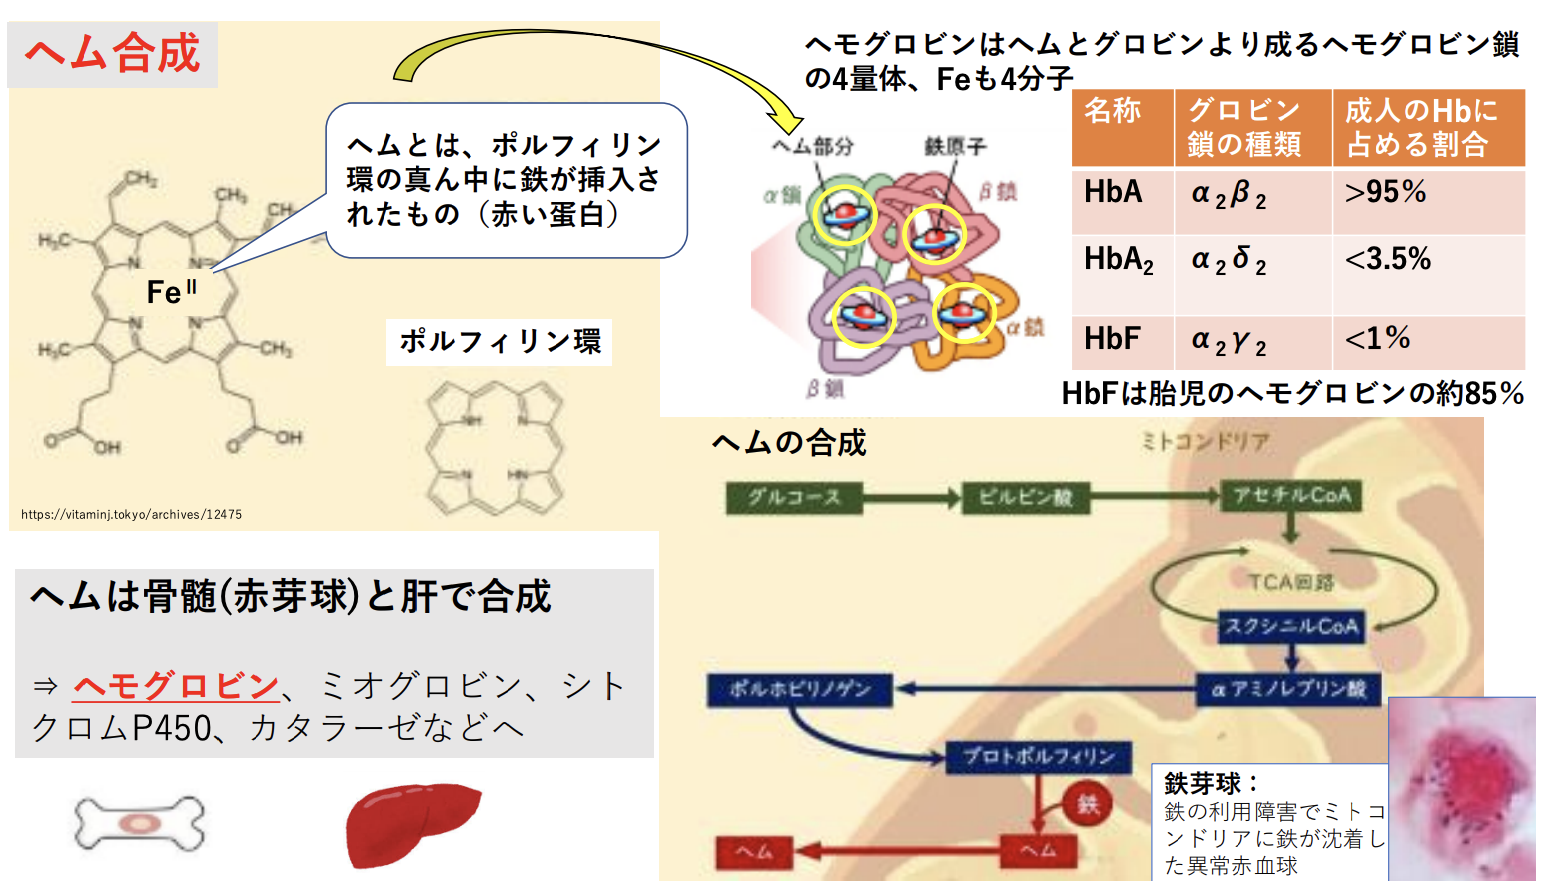 ヘム合成
ヘムとは、ポルフィリン
環の真ん中に鉄が挿入さ
れたもの（赤い蛋白）
CH₂
CH₃
CH
H₃C
N
N
Fe II
N
N
H₃C
CH₃
O
OH
O
OH
ポルフィリン環
NH
N
N
HN
https://vitaminj.tokyo/archives/12475
ヘモグロビンはヘムとグロビンより成るヘモグロビン鎖
の4量体、Feも4分子
ヘム部分
鉄原子
α鎖
β鎖
α鎖
β鎖
名称 グロビン鎖の種類 成人のHbに占める割合
HbA α₂β₂ >95%
HbA₂ α₂δ₂ <3.5%
HbF α₂γ₂ <1%
HbFは胎児のヘモグロビンの約85%
ヘムは骨髄(赤芽球)と肝で合成
⇒ ヘモグロビン、ミオグロビン、シト
クロムP450、カタラーゼなどへ
ヘムの合成
ミトコンドリア
グルコース
ピルビン酸
アセチルCoA
TCA回路
スクシニルCoA
αアミノレブリン酸
ポルホビリノゲン
プロトポルフィリン
鉄
ヘム
ヘム
鉄芽球：
鉄の利用障害でミトコ
ンドリアに鉄が沈着し
た異常赤血球